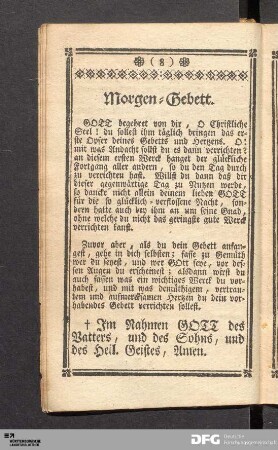 ( 8 )
Morgen-Gebett.
GOTT begehret von dir, O Christliche
Seel! du sollest ihm täglich bringen das er-
ste Opfer deines Gebetts und Hertzens. O!
mit was Andacht sollst du es dann verrichten?
an diesem ersten Werck hanget der glückliche
Fortgang aller andern, so du den Tag durch
zu verrichten hast. Willst du dann daß der
dieser gegenwärtige Tag zu Nutzen werde,
so dancke nicht allein deinem lieben GOTT
für die so glücklich-verflossene Nacht, son-
dern halte auch bey ihm an um seine Gnad,
ohne welche du nicht das geringste gute Werck
verrichten kanst.
Zuvor aber, als du dein Gebett anfan-
gest, gehe in dich selbsten: fasse zu Gemüth
wer du seyest, und wer GOtt seye, vor des-
sen Augen du erscheinest: alsdann wirst du
auch fassen was ein wichtiges Werck du vor-
habest, und mit was demüthigem, vertrau-
tem und aufmercksamen Hertzen du dein vor-
habendes Gebett verrichten sollest.
† Im Nahmen GOTT des
Vatters, und des Sohns, und
des Heil. Geistes, Amen.
DFG